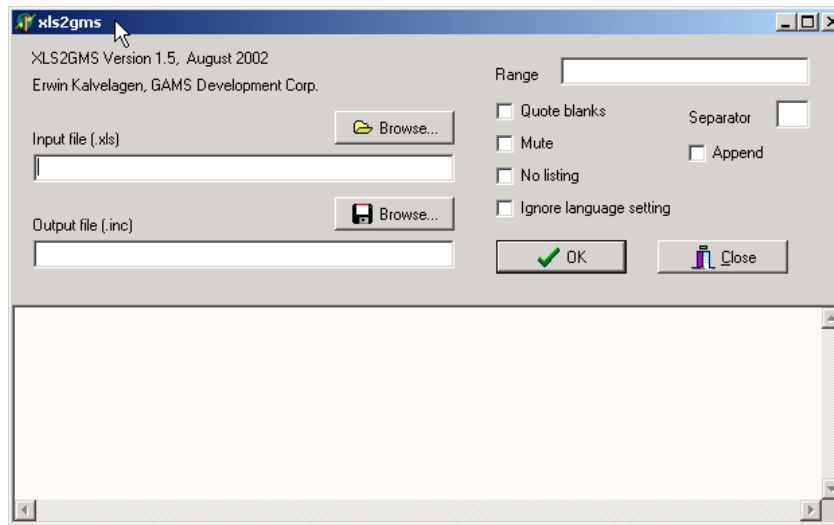 xls2gms
XLS2GMS Version 1.5, August 2002
Erwin Kalvelagen, GAMS Development Corp.
Input file (.xls)
Browse...
Output file (.inc)
Browse...
Range
Quote blanks
Separator
Mute
Append
No listing
Ignore language setting
OK
Close